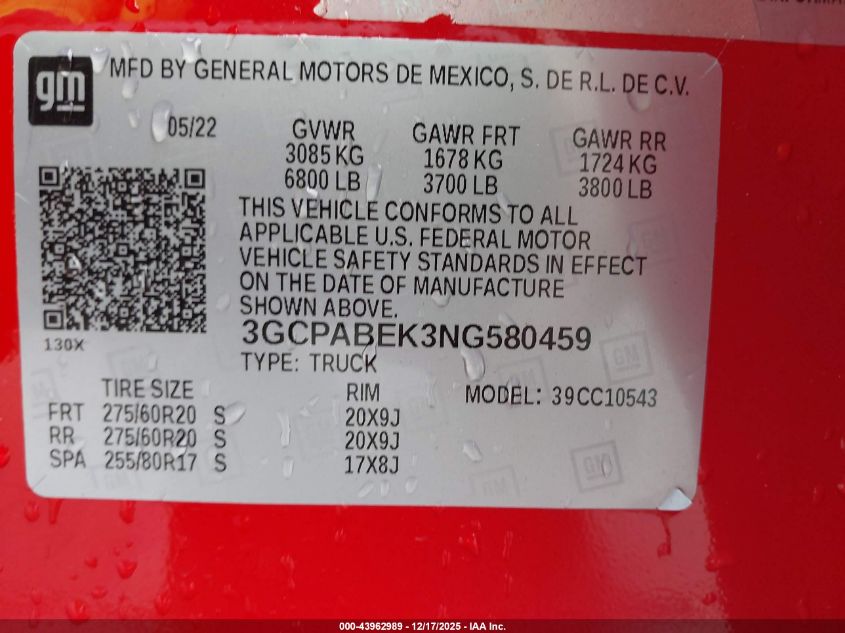 gm
MFD BY GENERAL MOTORS DE MEXICO, S. DE R.L. DE C.V.
05/22 GVWR GAWR FRT GAWR RR
3085 KG 1678 KG 1724 KG
6800 LB 3700 LB 3800 LB
THIS VEHICLE CONFORMS TO ALL
APPLICABLE U.S. FEDERAL MOTOR
VEHICLE SAFETY STANDARDS IN EFFECT
ON THE DATE OF MANUFACTURE
SHOWN ABOVE.
3GCPABEK3NG580459
130X
TYPE: TRUCK
TIRE SIZE RIM MODEL: 39CC10543
FRT 275/60R20 S 20X9J
RR 275/60R20 S 20X9J
SPA 255/80R17 S 17X8J
GM
GM
GM
000-43962989 - 12/17/2025 - IAA Inc.